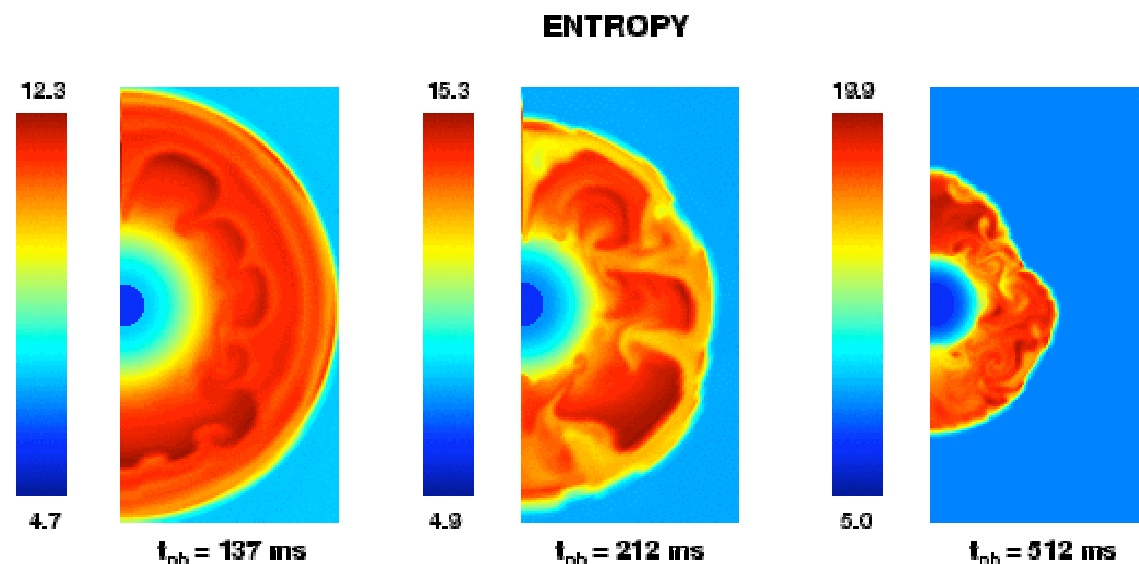 ENTROPY
12.3
15.3
19.9
4.7
4.9
5.0
t_pb = 137 ms
t_pb = 212 ms
t_pb = 512 ms